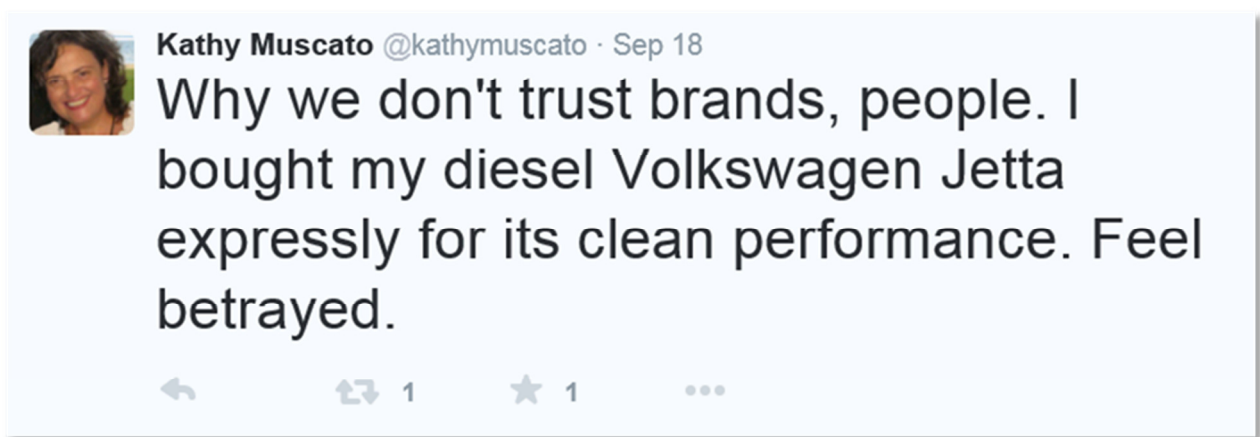 Kathy Muscato @kathymuscato · Sep 18
Why we don't trust brands, people. I
bought my diesel Volkswagen Jetta
expressly for its clean performance. Feel
betrayed.
1 1